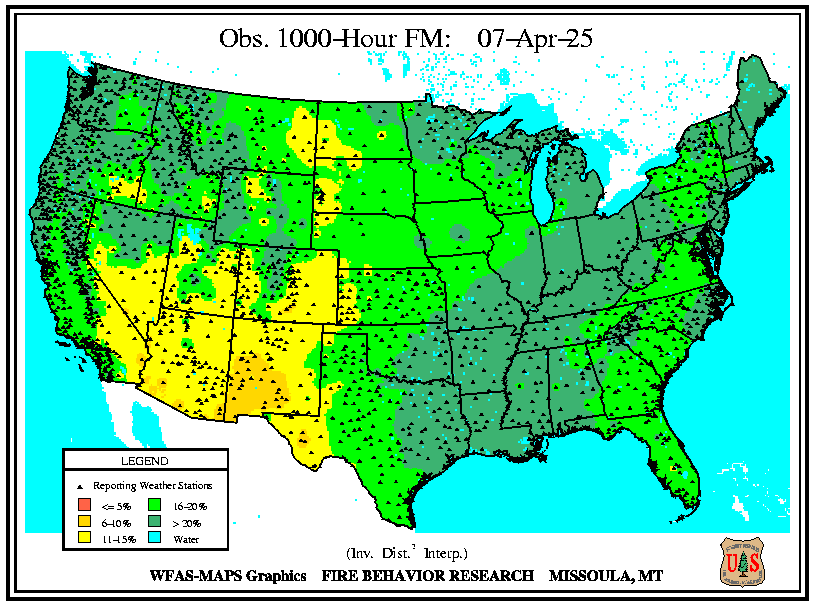 Obs. 1000-Hour FM: 07-Apr-25
LEGEND
Reporting Weather Stations
<= 5% 16-20%
6-10% > 20%
11-15% Water
(Inv. Dist.² Interp.)
WFAS-MAPS Graphics FIRE BEHAVIOR RESEARCH MISSOULA, MT
U S